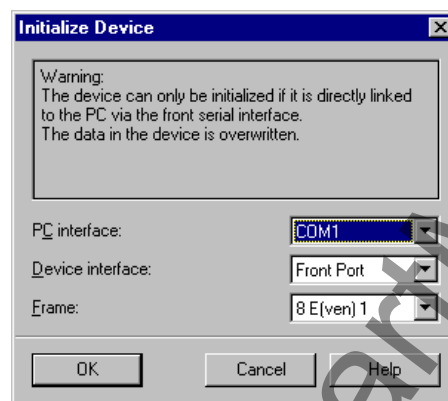 Initialize Device
Warning:
The device can only be initialized if it is directly linked
to the PC via the front serial interface.
The data in the device is overwritten.
PC interface: COM1
Device interface: Front Port
Frame: 8 E(ven) 1
OK Cancel Help